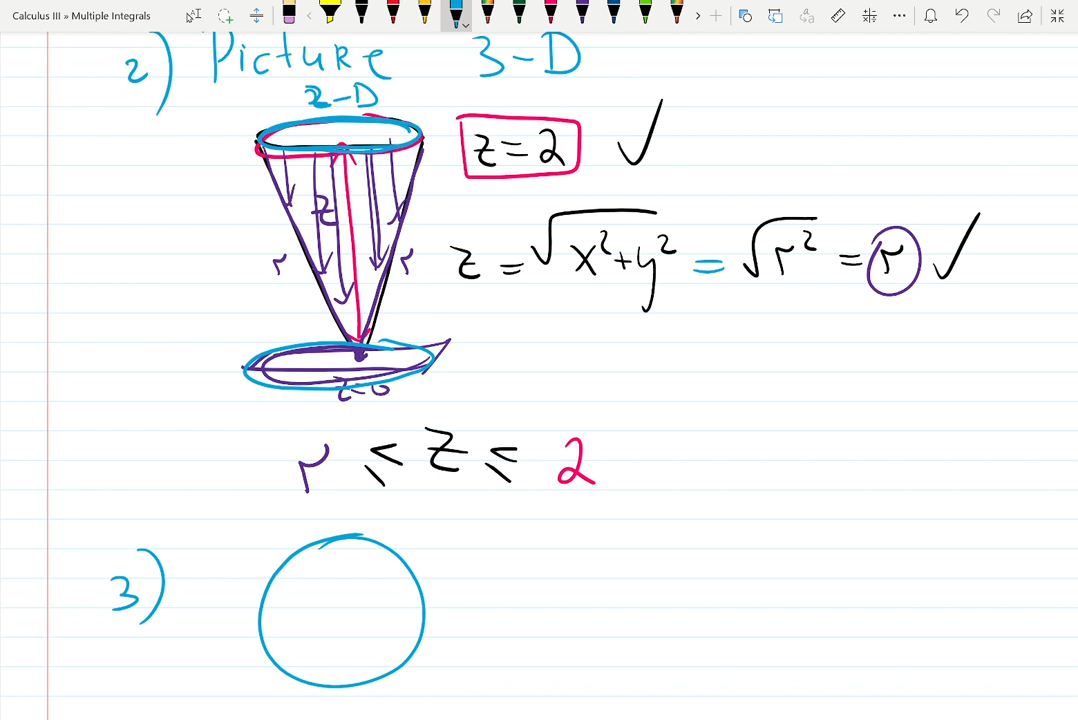 Calculus III » Multiple Integrals
2) Picture 3-D
2-D
z = 2 ✓
z
r r z = √x²+y² = √r² = r ✓
z=0
r ≤ z ≤ 2
3)